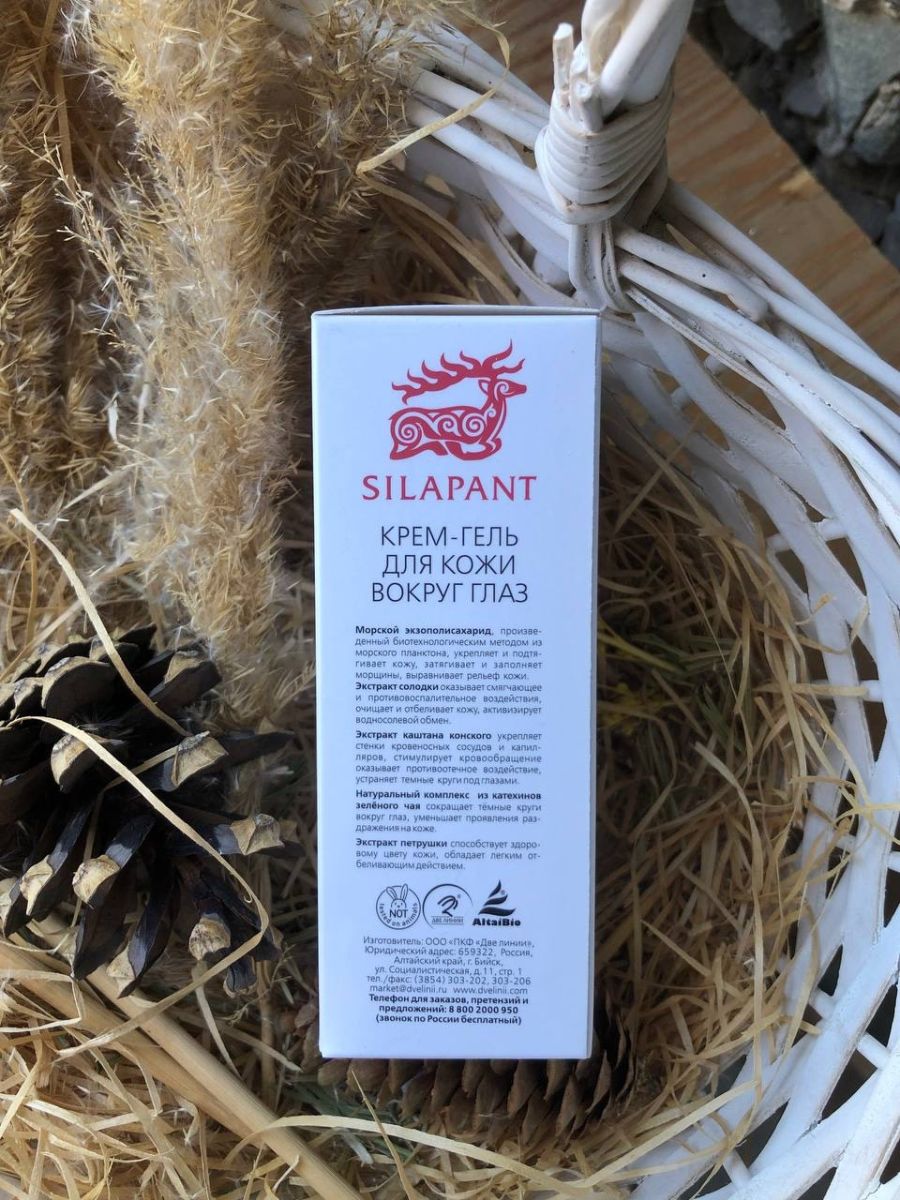 SILAPANT
КРЕМ-ГЕЛЬ
ДЛЯ КОЖИ
ВОКРУГ ГЛАЗ
Морской экзополисахарид, произве-
денный биотехнологическим методом из
морского планктона, укрепляет и подтя-
гивает кожу, затягивает и заполняет
морщины, выравнивает рельеф кожи.
Экстракт солодки оказывает смягчающее
и противовоспалительное воздействия,
очищает и отбеливает кожу, активизирует
водносолевой обмен.
Экстракт каштана конского укрепляет
стенки кровеносных сосудов и капил-
ляров, стимулирует кровообращение
оказывает противоотечное воздействие,
устраняет темные круги под глазами.
Натуральный комплекс из катехинов
зелёного чая сокращает тёмные круги
вокруг глаз, уменьшает проявления раз-
дражения на коже.
Экстракт петрушки способствует здоро-
вому цвету кожи, обладает легким от-
беливающим действием.
NOT
tested on animals
ДВЕ ЛИНИИ
AltaiBio
Изготовитель: ООО «ПКФ «Две линии»,
Юридический адрес: 659322, Россия,
Алтайский край, г. Бийск,
ул. Социалистическая, д.11, стр. 1
тел./факс: (3854) 303-202, 303-206
market@dvelinii.ru www.dvelinii.com
Телефон для заказов, претензий и
предложений: 8 800 2000 950
(звонок по России бесплатный)